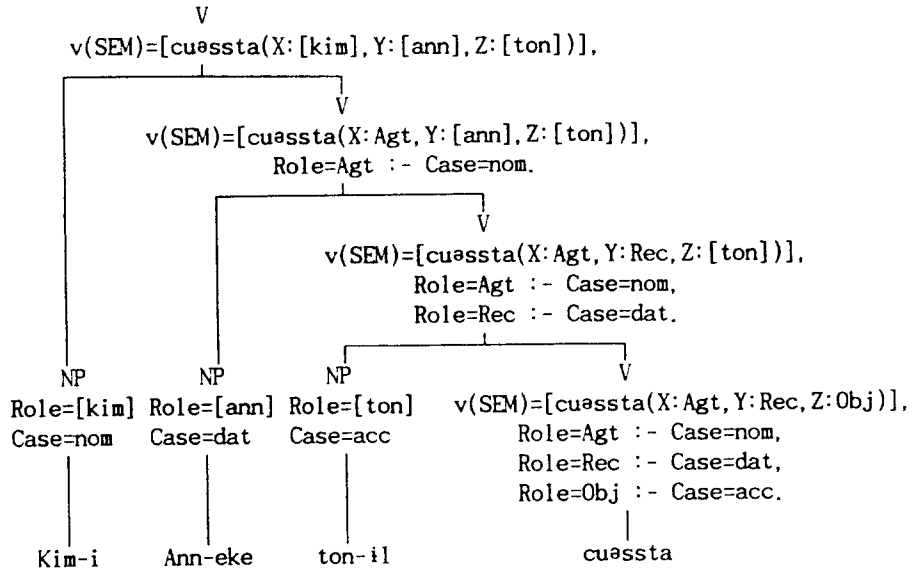 V
v(SEM)=[cuəssta(X:[kim],Y:[ann],Z:[ton])],
V
v(SEM)=[cuəssta(X:Agt,Y:[ann],Z:[ton])],
Role=Agt :- Case=nom.
V
v(SEM)=[cuəssta(X:Agt,Y:Rec,Z:[ton])],
Role=Agt :- Case=nom,
Role=Rec :- Case=dat.
NP NP NP V
Role=[kim] Role=[ann] Role=[ton] v(SEM)=[cuəssta(X:Agt,Y:Rec,Z:Obj)],
Case=nom Case=dat Case=acc Role=Agt :- Case=nom,
Role=Rec :- Case=dat,
Role=Obj :- Case=acc.
Kim-i Ann-eke ton-ɨl cuəssta